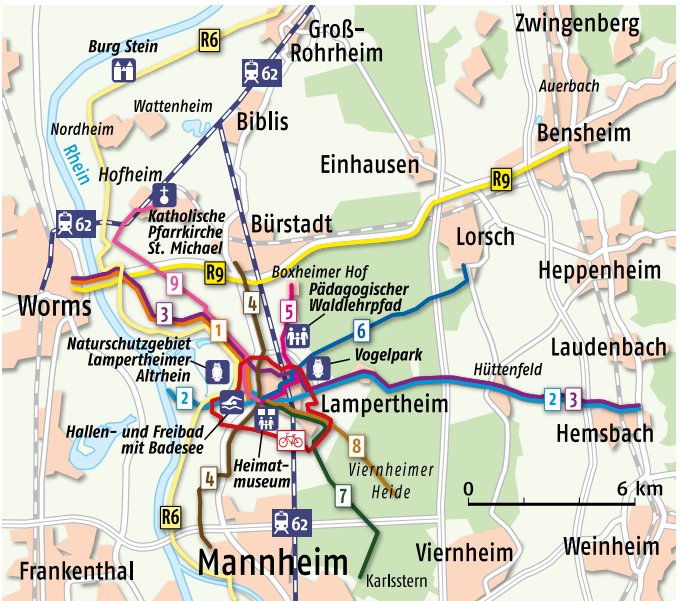 Zwingenberg
Groß-
Rohrheim
R6
Burg Stein
62
Auerbach
Wattenheim
Biblis
Nordheim
Bensheim
Rhein
Einhausen
Hofheim
R9
Katholische
Pfarrkirche
St. Michael
62
Bürstadt
Lorsch
R9
Boxheimer Hof
Heppenheim
9
4
Pädagogischer
Waldlehrpfad
Worms
3
5
1
6
Naturschutzgebiet
Lampertheimer
Altrhein
Vogelpark
Laudenbach
Hüttenfeld
2
Lampertheim
2
3
Hallen- und Freibad
mit Badesee
Hemsbach
8
Heimat-
museum
4
Viernheimer
Heide
7
0
6 km
R6
62
Mannheim
Viernheim
Weinheim
Frankenthal
Karlsstern